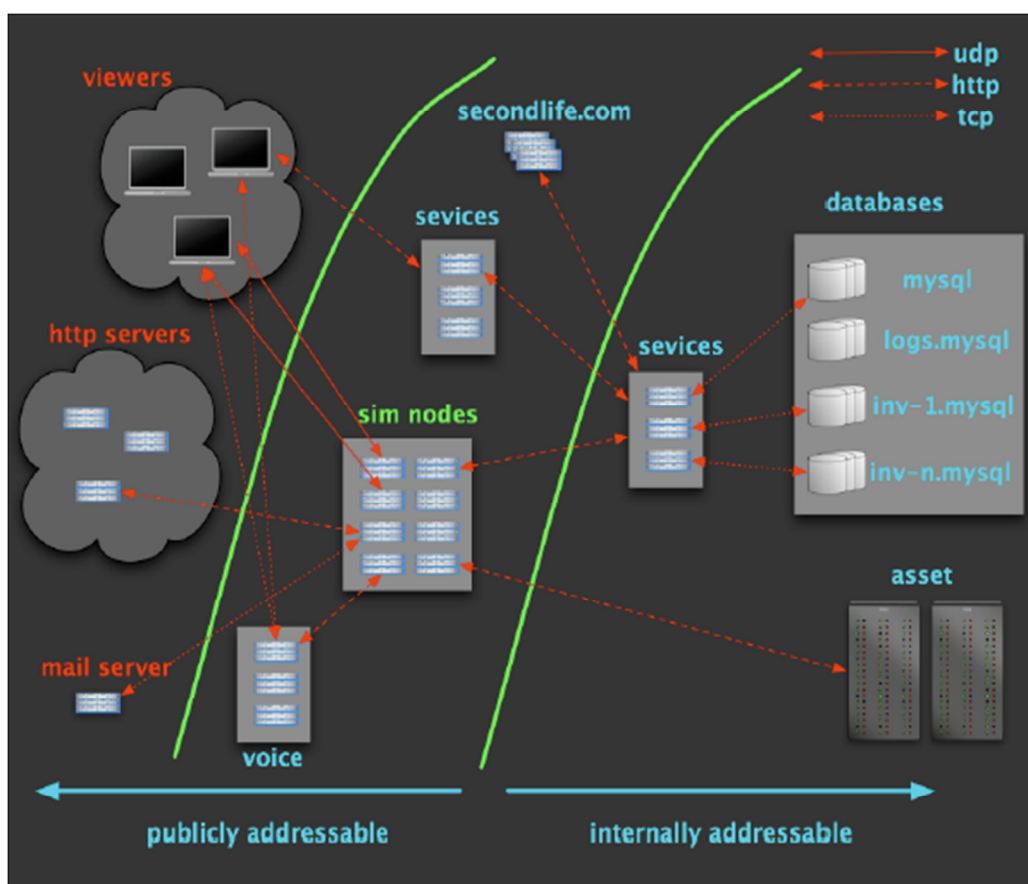 viewers
udp
http
tcp
secondlife.com
databases
sevices
mysql
http servers
logs.mysql
sevices
sim nodes
inv-1.mysql
inv-n.mysql
asset
mail server
voice
publicly addressable
internally addressable